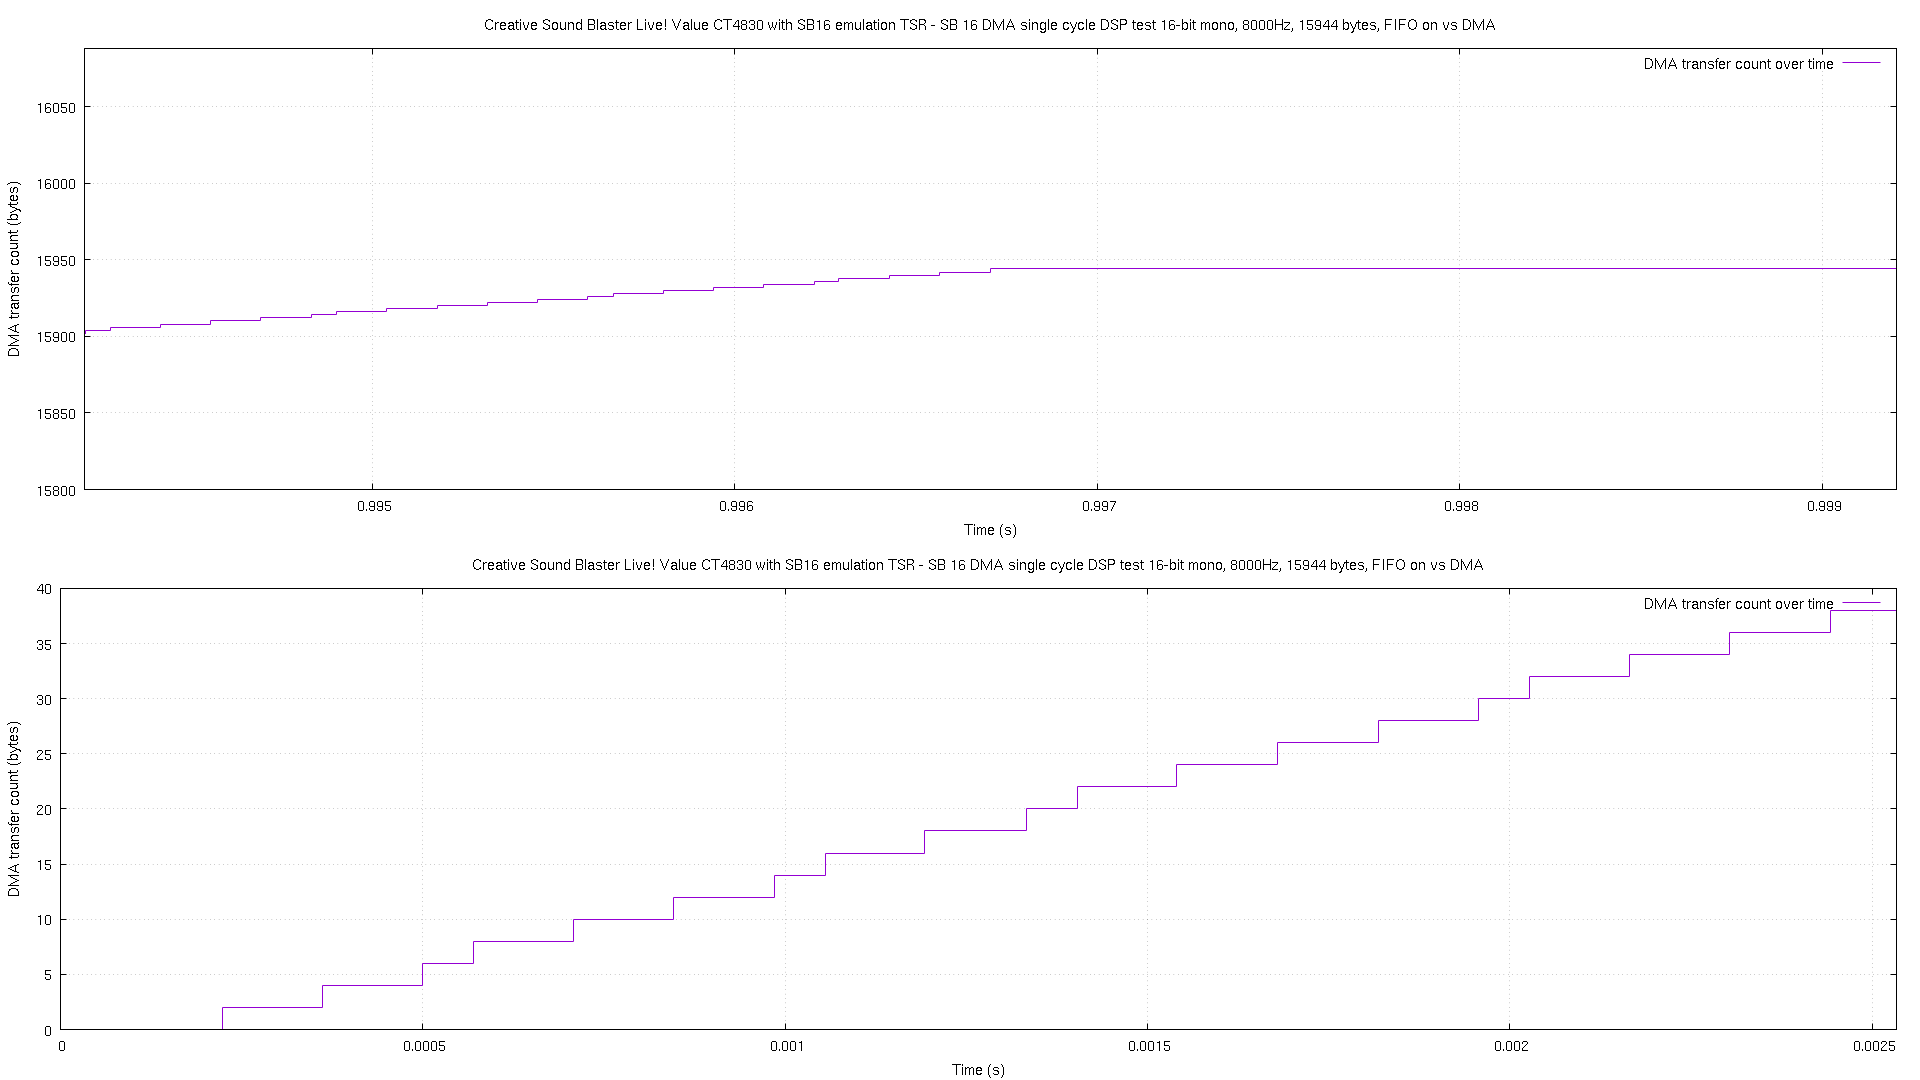 Creative Sound Blaster Live! Value CT4830 with SB16 emulation TSR - SB 16 DMA single cycle DSP test 16-bit mono, 8000Hz, 15944 bytes, FIFO on vs DMA
DMA transfer count over time
16050
16000
15950
15900
15850
15800
DMA transfer count (bytes)
0.995 0.996 0.997 0.998 0.999
Time (s)
Creative Sound Blaster Live! Value CT4830 with SB16 emulation TSR - SB 16 DMA single cycle DSP test 16-bit mono, 8000Hz, 15944 bytes, FIFO on vs DMA
DMA transfer count over time
40
35
30
25
20
15
10
5
0
DMA transfer count (bytes)
0 0.0005 0.001 0.0015 0.002 0.0025
Time (s)